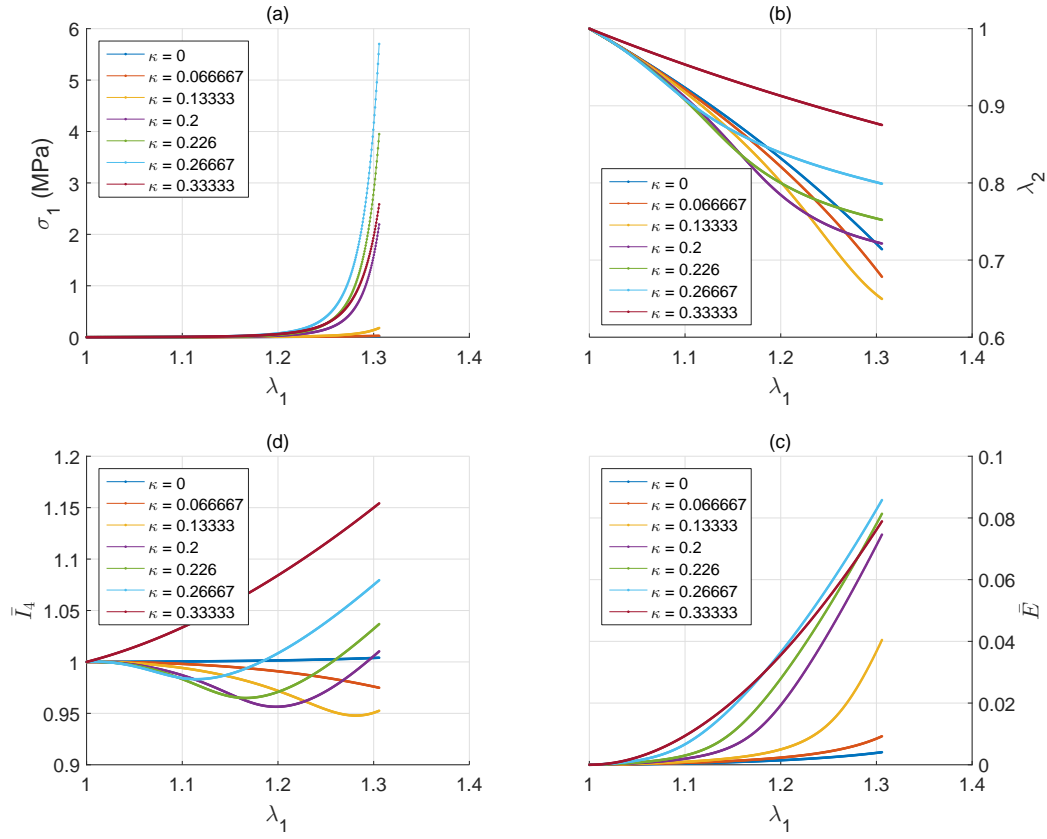 (a)
6
5
4
3
2
1
0
σ₁ (MPa)
κ = 0
κ = 0.066667
κ = 0.13333
κ = 0.2
κ = 0.226
κ = 0.26667
κ = 0.33333
1 1.1 1.2 1.3 1.4
λ₁
(b)
1
0.9
0.8
0.7
0.6
λ₂
κ = 0
κ = 0.066667
κ = 0.13333
κ = 0.2
κ = 0.226
κ = 0.26667
κ = 0.33333
1 1.1 1.2 1.3 1.4
λ₁
(d)
1.2
1.15
1.1
1.05
1
0.95
0.9
Ī₄
κ = 0
κ = 0.066667
κ = 0.13333
κ = 0.2
κ = 0.226
κ = 0.26667
κ = 0.33333
1 1.1 1.2 1.3 1.4
λ₁
(c)
0.1
0.08
0.06
0.04
0.02
0
Ē
κ = 0
κ = 0.066667
κ = 0.13333
κ = 0.2
κ = 0.226
κ = 0.26667
κ = 0.33333
1 1.1 1.2 1.3 1.4
λ₁